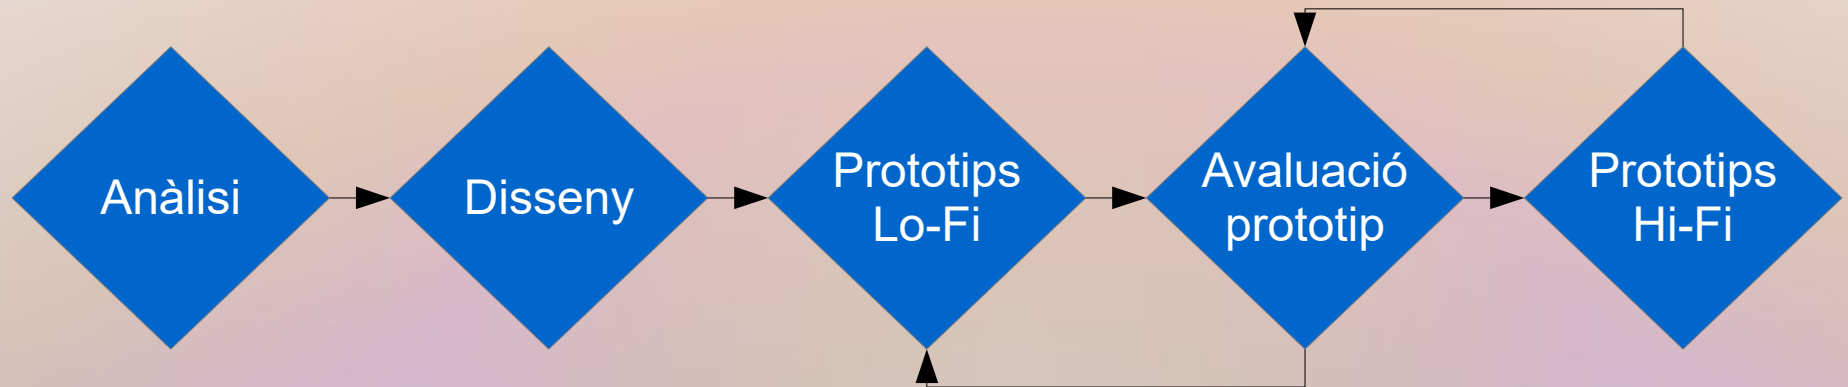 Anàlisi
Disseny
Prototips
Lo-Fi
Avaluació
prototip
Prototips
Hi-Fi